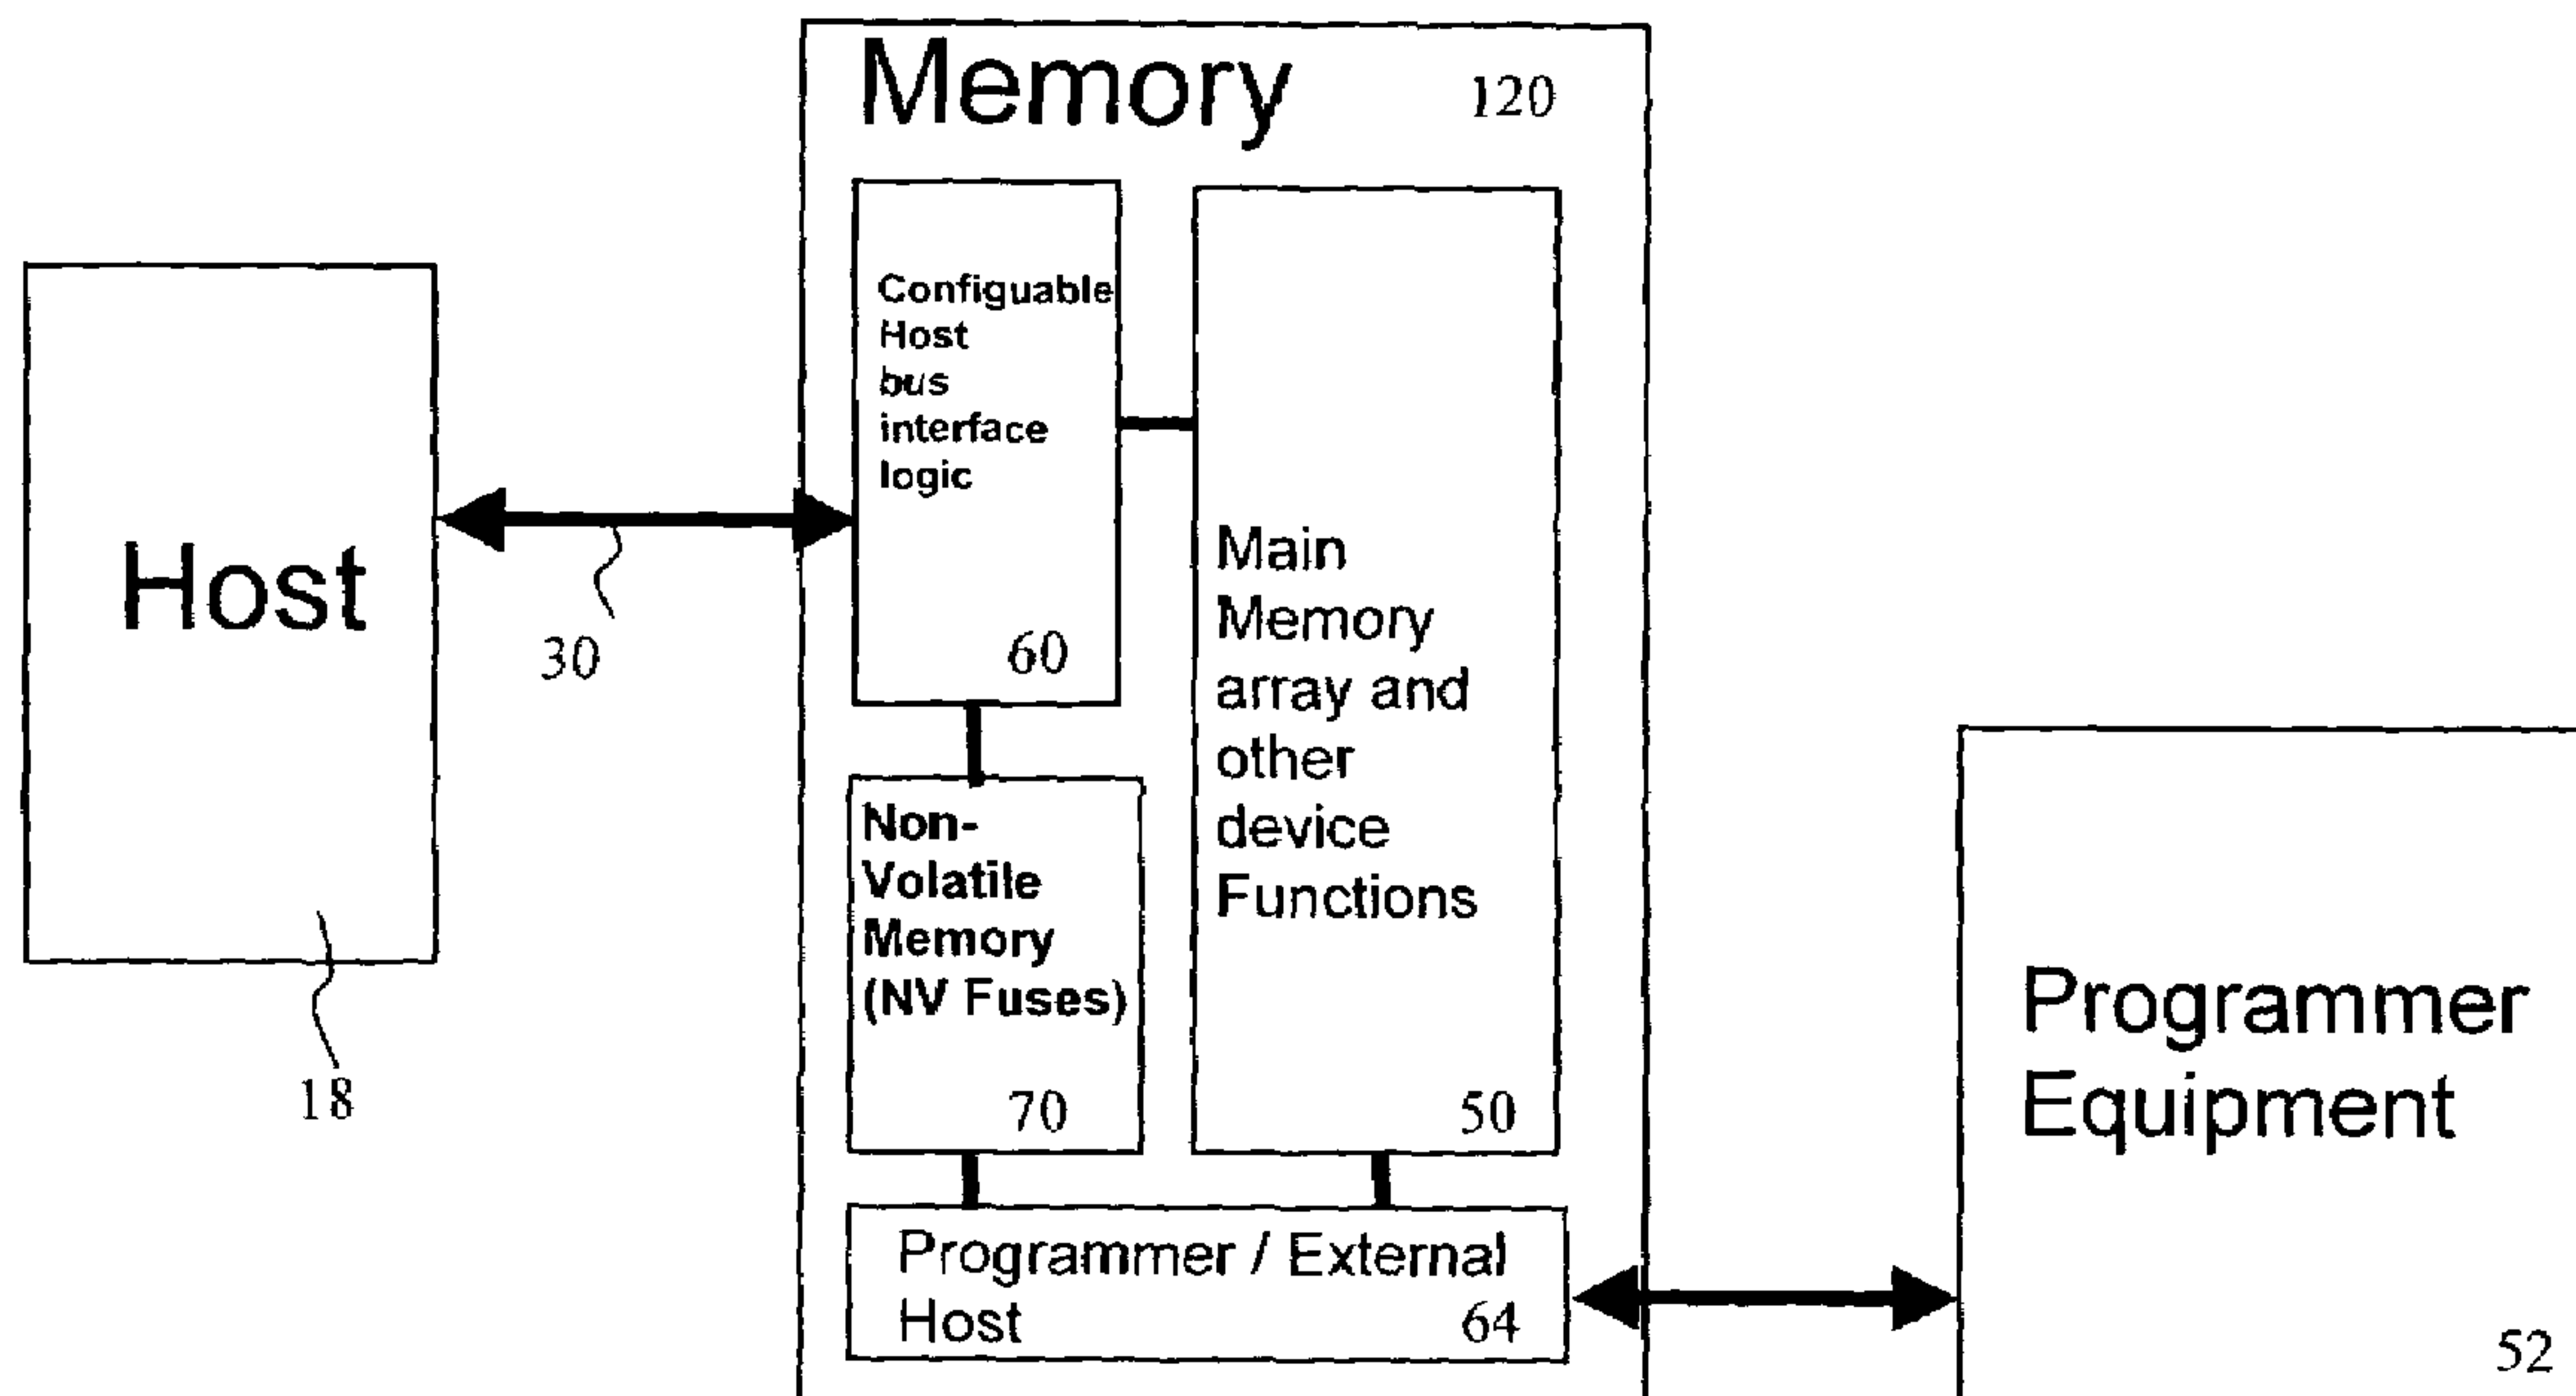 Memory 120
Configuable
Host
bus
interface
logic
60
Host
30
18
Main
Memory
array and
other
device
Functions
50
Non-
Volatile
Memory
(NV Fuses)
70
Programmer / External
Host 64
Programmer
Equipment
52